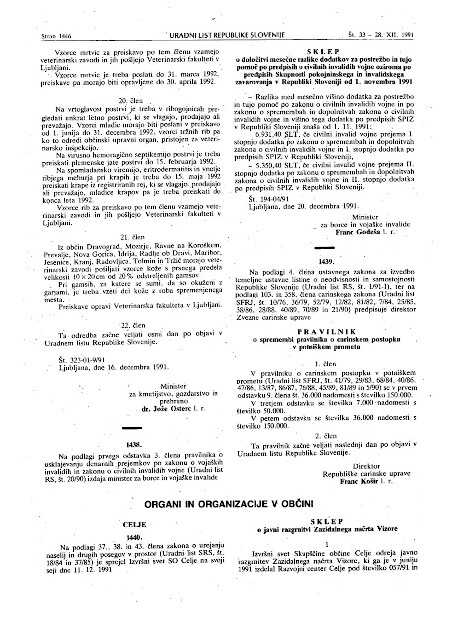 Stran 1446
URADNI LIST REPUBLIKE SLOVENIJE
Št. 33 – 28. XII. 1991
Vzorce mrtvic za preiskavo po tem členu vzamejo
veterinarski zavodi in jih pošljejo Veterinarski fakulteti v
Ljubljani.
Vzorce mrtvic je treba poslati do 31. marca 1992,
preiskave pa morajo biti opravljene do 30. aprila 1992.
20. člen
Na vrtoglavost postrvi je treba v ribogojnicah pre-
gledati enkrat letno postrvi, ki se vlagajo, prodajajo ali
prevažajo. Vzorci mladic morajo biti poslani v preiskavo
od 1. junija do 31. decembra 1992, vzorci tržnih rib pa
ko to odredi občinski upravni organ, pristojen za veteri-
narsko inšpekcijo.
Na virusno hemoragično septikemijo postrvi je treba
preiskati plemenske jate postrvi do 15. februarja 1992.
Na spomladansko viremijo, eritrodermatitis in vnetje
ribjega mehurja pri krapih je treba do 15. maja 1992
preiskati krape iz registriranih rej, ki se vlagajo, prodajajo
ali prevažajo, mladice krapov pa je treba preiskati do
konca leta 1992.
Vzorce rib za preiskavo po tem členu vzamejo vete-
rinarski zavodi in jih pošljejo Veterinarski fakulteti v
Ljubljani.
21. člen
Iz občin Dravograd, Mozirje, Ravne na Koroškem,
Prevalje, Nova Gorica, Idrija, Radlje ob Dravi, Maribor,
Jesenice, Kranj, Radovljica, Tolmin in Tržič morajo vete-
rinarski zavodi pošiljati vzorce kože s prsnega predela
velikosti 10 × 20 cm od 20 % odstreljenih gamsov.
Pri gamsih, za katere se sumi, da so okuženi z
garjami, je treba vzeti del kože z roba spremenjenega
mesta.
Preiskave opravi Veterinarska fakulteta v Ljubljani.
22. člen
Ta odredba začne veljati osmi dan po objavi v
Uradnem listu Republike Slovenije.
Št. 323-01-9/91
Ljubljana, dne 16. decembra 1991.
Minister
za kmetijstvo, gozdarstvo in
prehrano
dr. Jože Osterc l. r.
1438.
Na podlagi prvega odstavka 3. člena pravilnika o
usklajevanju denarnih prejemkov po zakonu o vojaških
invalidih in zakonu o civilnih invalidih vojne (Uradni list
RS, št. 20/90) izdaja minister za borce in vojaške invalide
SKLEP
o določitvi mesečne razlike dodatkov za postrežbo in tujo
pomoč po predpisih o civilnih invalidih vojne oziroma po
predpisih Skupnosti pokojninskega in invalidskega
zavarovanja v Republiki Sloveniji od 1. novembra 1991
– Razlika med mesečno višino dodatka za postrežbo
in tujo pomoč po zakonu o civilnih invalidih vojne in po
zakonu o spremembah in dopolnitvah zakona o civilnih
invalidih vojne in višino tega dodatka po predpisih SPIZ
v Republiki Sloveniji znaša od 1. 11. 1991:
– 6.931,40 SLT, če civilni invalid vojne prejema I.
stopnjo dodatka po zakonu o spremembah in dopolnitvah
zakona o civilnih invalidih vojne in I. stopnjo dodatka po
predpisih SPIZ v Republiki Sloveniji,
– 5.350,40 SLT, če civilni invalid vojne prejema II.
stopnjo dodatka po zakonu o spremembah in dopolnitvah
zakona o civilnih invalidih vojne in II. stopnjo dodatka
po predpisih SPIZ v Republiki Sloveniji.
Št. 194-04/91
Ljubljana, dne 20. decembra 1991.
Minister
za borce in vojaške invalide
Franc Godeša l. r.
1439.
Na podlagi 4. člena ustavnega zakona za izvedbo
temeljne ustavne listine o neodvisnosti in samostojnosti
Republike Slovenije (Uradni list RS, št. 1/91-I), ter na
podlagi 103. in 358. člena carinskega zakona (Uradni list
SFRJ, št. 10/76, 36/79, 52/79, 12/82, 81/82, 7/84, 25/85,
38/86, 28/88, 40/89, 70/89 in 21/90) predpisuje direktor
Zvezne carinske uprave
PRAVILNIK
o spremembi pravilnika o carinskem postopku
v potniškem prometu
1. člen
V pravilniku o carinskem postopku v potniškem
prometu (Uradni list SFRJ, št. 41/79, 29/83, 68/84, 40/86,
47/86, 13/87, 86/87, 76/88, 45/89, 81/89 in 5/90) se v prvem
odstavku 9. člena št. 36.000 nadomesti s številko 150.000.
V tretjem odstavku se številka 7.000 nadomesti s
številko 50.000.
V petem odstavku se številka 36.000 nadomesti s
številko 150.000.
2. člen
Ta pravilnik začne veljati naslednji dan po objavi v
Uradnem listu Republike Slovenije.
Direktor
Republiške carinske uprave
Franc Košir l. r.
ORGANI IN ORGANIZACIJE V OBČINI
CELJE
1440.
Na podlagi 37., 38. in 43. člena zakona o urejanju
naselij in drugih posegov v prostor (Uradni list SRS, št.
18/84 in 37/85) je sprejel Izvršni svet SO Celje na svoji
seji dne 11. 12. 1991
SKLEP
o javni razgrnitvi Zazidalnega načrta Vizore
1
Izvršni svet Skupščine občine Celje odreja javno
razgrnitev Zazidalnega načrta Vizore, ki ga je v juniju
1991 izdelal Razvojni center Celje pod številko 057/91 in